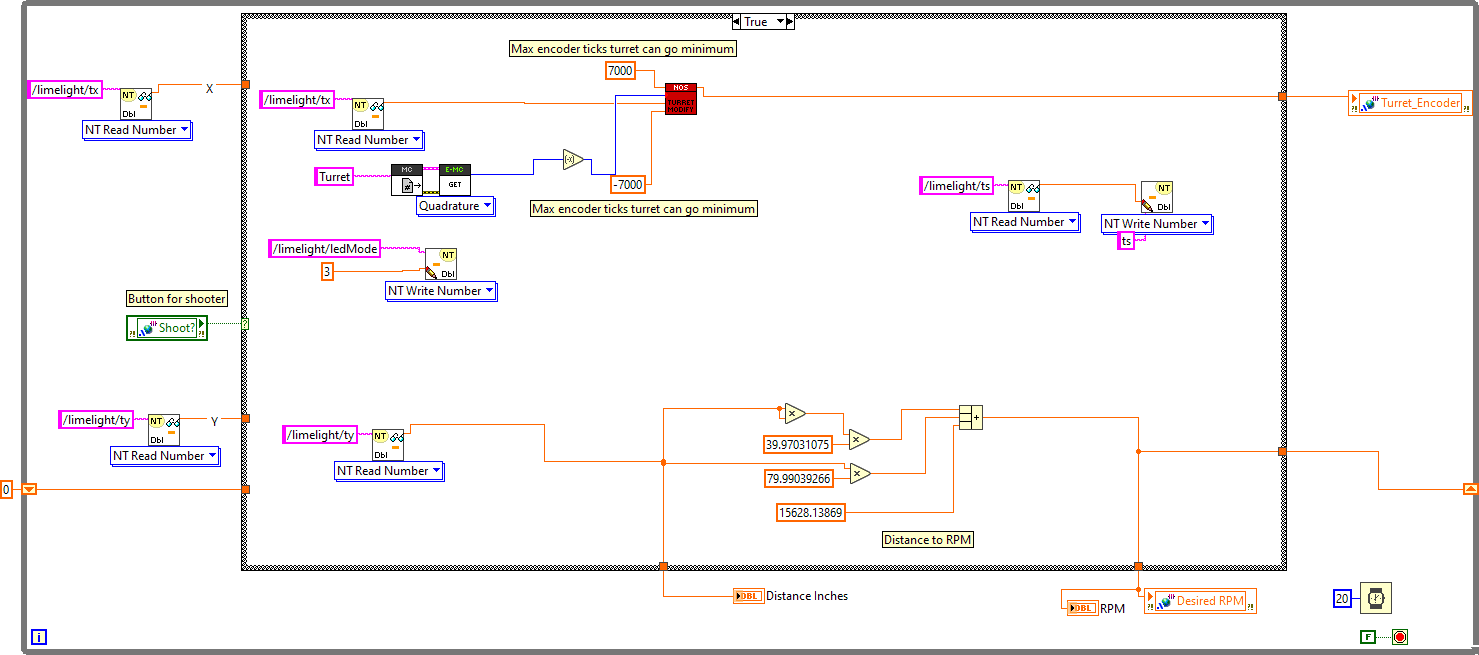 True
Max encoder ticks turret can go minimum
7000
NOS
TURRET
MODIFY
/limelight/tx
NT
Dbl
NT Read Number
X
/limelight/tx
NT
Dbl
NT Read Number
Turret_Encoder
Turret
MC
#
E-MC
GET
Quadrature
-7000
Max encoder ticks turret can go minimum
/limelight/ts
NT
Dbl
NT Read Number
NT
Dbl
NT Write Number
ts
/limelight/ledMode
3
NT
Dbl
NT Write Number
Button for shooter
Shoot?
?
/limelight/ty
NT
Dbl
NT Read Number
Y
/limelight/ty
NT
Dbl
NT Read Number
0
39.97031075
79.99039266
15628.13869
Distance to RPM
DBL
Distance Inches
DBL
RPM
Desired RPM
20
i
F